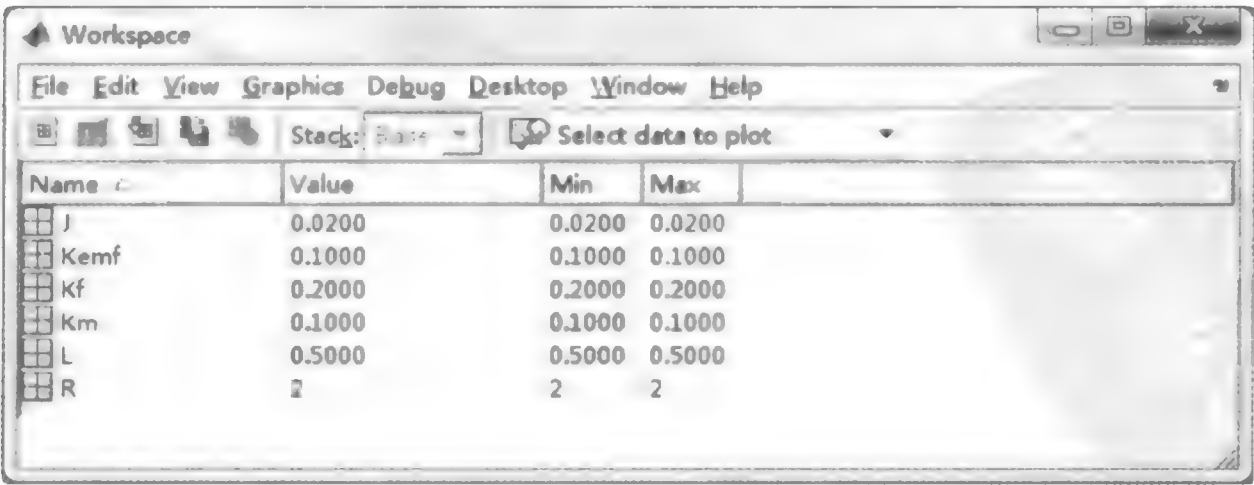 Workspace
File Edit View Graphics Debug Desktop Window Help
Stack: Base Select data to plot
Name Value Min Max
J 0.0200 0.0200 0.0200
Kemf 0.1000 0.1000 0.1000
Kf 0.2000 0.2000 0.2000
Km 0.1000 0.1000 0.1000
L 0.5000 0.5000 0.5000
R 2 2 2